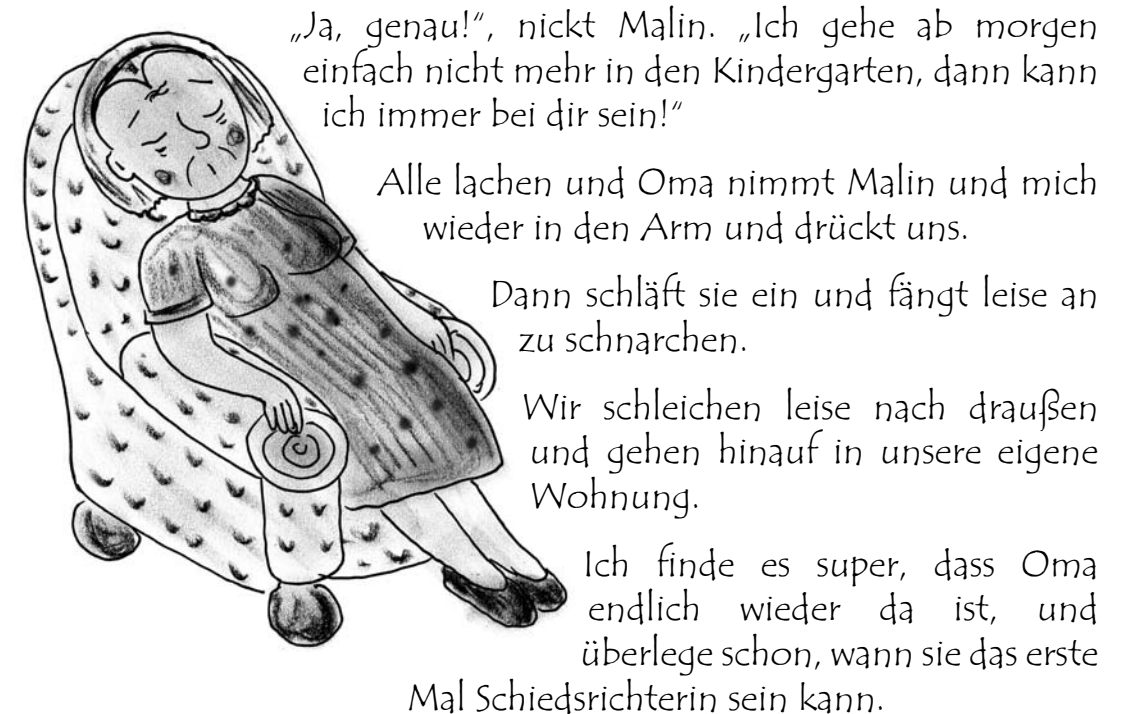 „Ja, genau!“, nickt Malin. „Ich gehe ab morgen
einfach nicht mehr in den Kindergarten, dann kann
ich immer bei dir sein!“
Alle lachen und Oma nimmt Malin und mich
wieder in den Arm und drückt uns.
Dann schläft sie ein und fängt leise an
zu schnarchen.
Wir schleichen leise nach draußen
und gehen hinauf in unsere eigene
Wohnung.
Ich finde es super, dass Oma
endlich wieder da ist, und
überlege schon, wann sie das erste
Mal Schiedsrichterin sein kann.